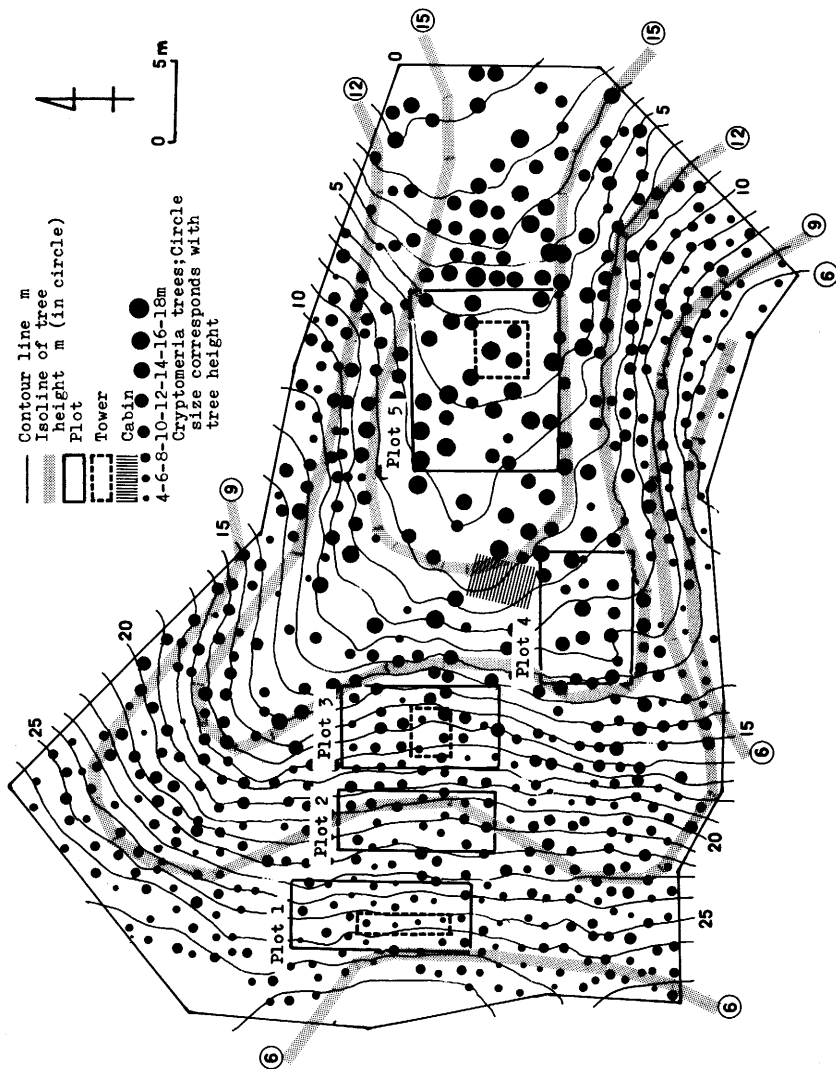 Contour line m
Isoline of tree
height m (in circle)
Plot
Tower
Cabin
4-6-8-10-12-14-16-18m
Cryptomeria trees; Circle
size corresponds with
tree height
0
5m
0
5
10
15
20
25
12
15
15
12
9
6
6
9
6
6
5
10
15
20
25
Plot 1
Plot 2
Plot 3
Plot 4
Plot 5